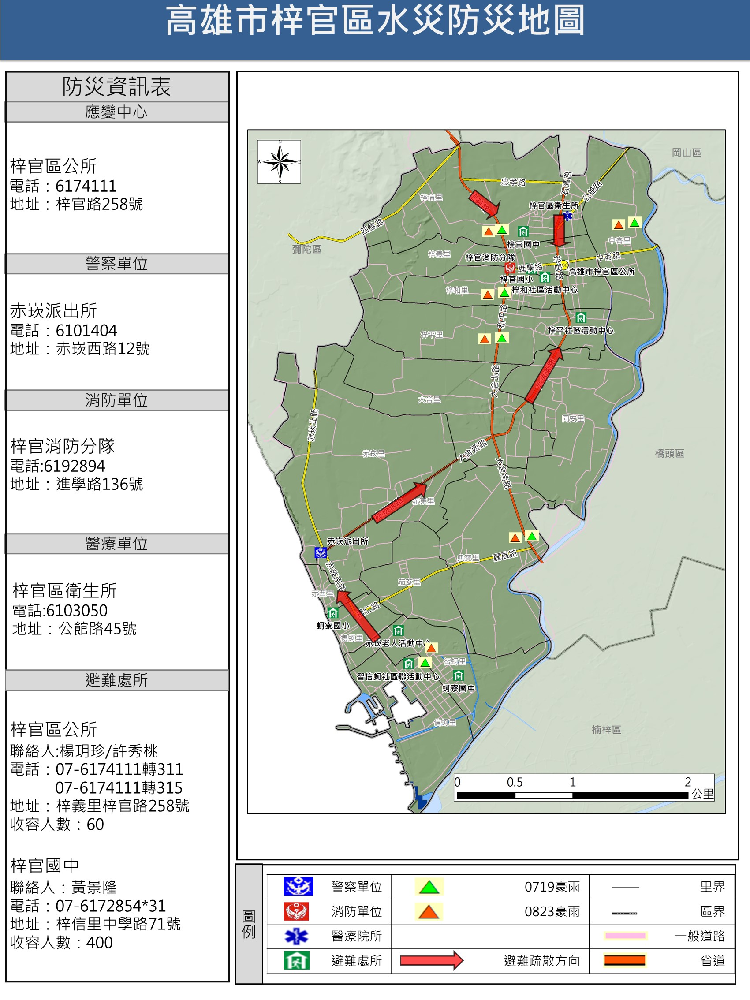 高雄市梓官區水災防災地圖
防災資訊表
應變中心
梓官區公所
電話：6174111
地址：梓官路258號
警察單位
赤崁派出所
電話：6101404
地址：赤崁西路12號
消防單位
梓官消防分隊
電話:6192894
地址：進學路136號
醫療單位
梓官區衛生所
電話:6103050
地址：公館路45號
避難處所
梓官區公所
聯絡人:楊玥珍/許秀桃
電話：07-6174111轉311
07-6174111轉315
地址：梓義里梓官路258號
收容人數：60
梓官國中
聯絡人：黃景隆
電話：07-6172854*31
地址：梓信里中學路71號
收容人數：400
N
W
E
S
岡山區
石潭路
忠孝路
公館路
梓信里
梓官區衛生所
四維路
中崙里
梓官國中
彌陀區
梓義里
梓官消防分隊
中崙路
進學路
梓官路
高雄市梓官區公所
梓官國小
梓和里
梓和社區活動中心
和平路
梓平社區活動中心
梓平里
大舍北路
大舍東路
大舍里
同安里
赤崁北路
赤崁里
大舍西路
橋頭區
大舍南路
赤崁東路
赤東里
赤崁派出所
典寶里
嘉展路
赤崁南路
茄苳里
赤西里
禮仁路
蚵寮國小
禮蚵里
赤崁老人活動中心
智蚵里
智信蚵社區聯活動中心
蚵寮國中
信蚵里
楠梓區
0 0.5 1 2
公里
圖例
警察單位 0719豪雨 里界
消防單位 0823豪雨 區界
醫療院所 一般道路
避難處所 避難疏散方向 省道